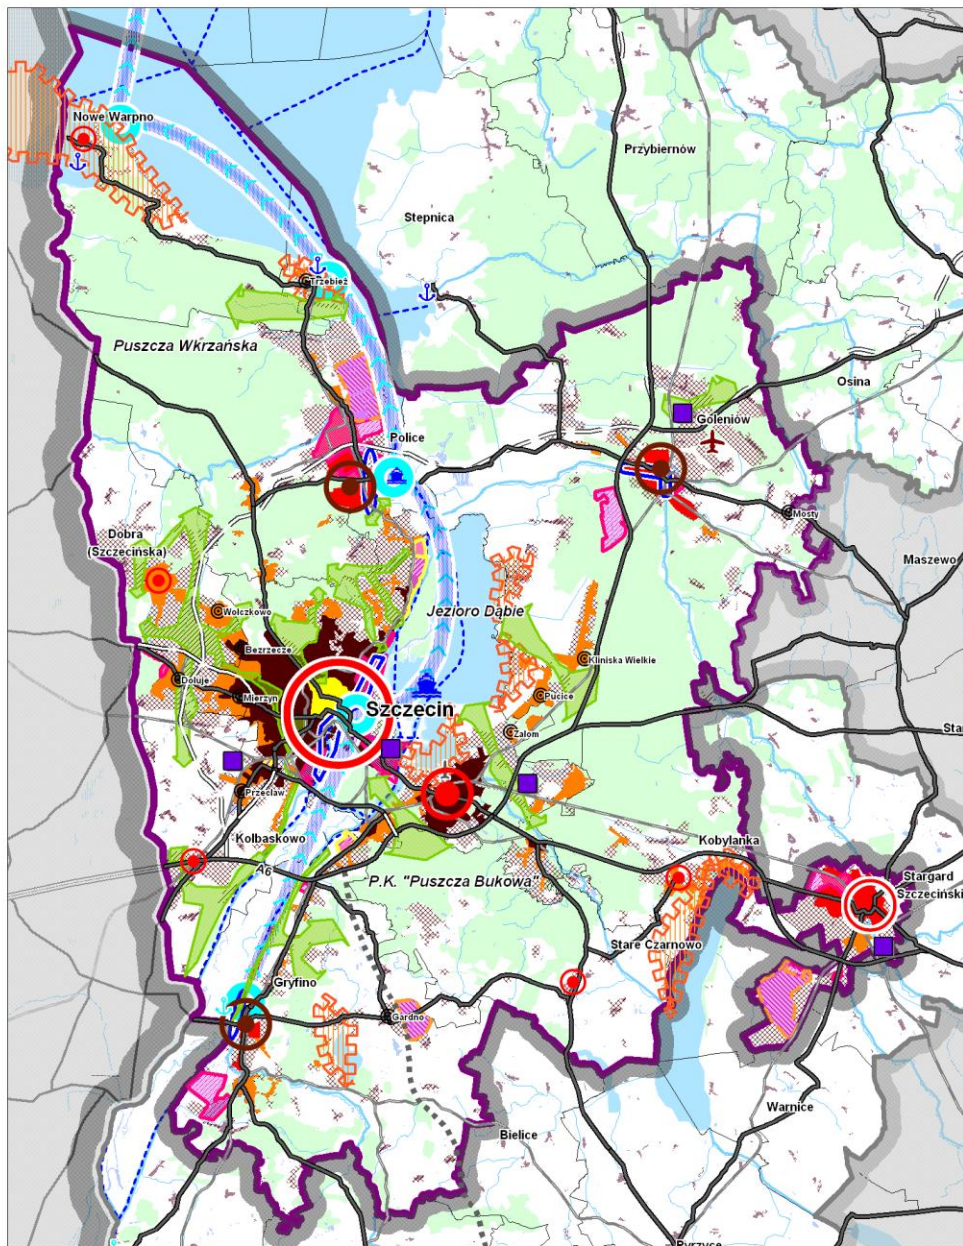 Nowe Warpno
Przybiernów
Stepnica
Trzebież
Puszcza Wkrzańska
Osina
Goleniów
Police
Mosty
Dobra
(Szczecińska)
Maszewo
Jezioro Dąbie
Wołczkowo
Bezrzecze
Kliniska Wielkie
Dołuje
Mierzyn
Pucice
Szczecin
Załom
Star
Przecław
Kołbaskowo
Kobylanka
A6
P.K. "Puszcza Bukowa"
Stargard
Szczeciński
Stare Czarnowo
Gryfino
Gardno
Warnice
Bielice
Pyrzyce